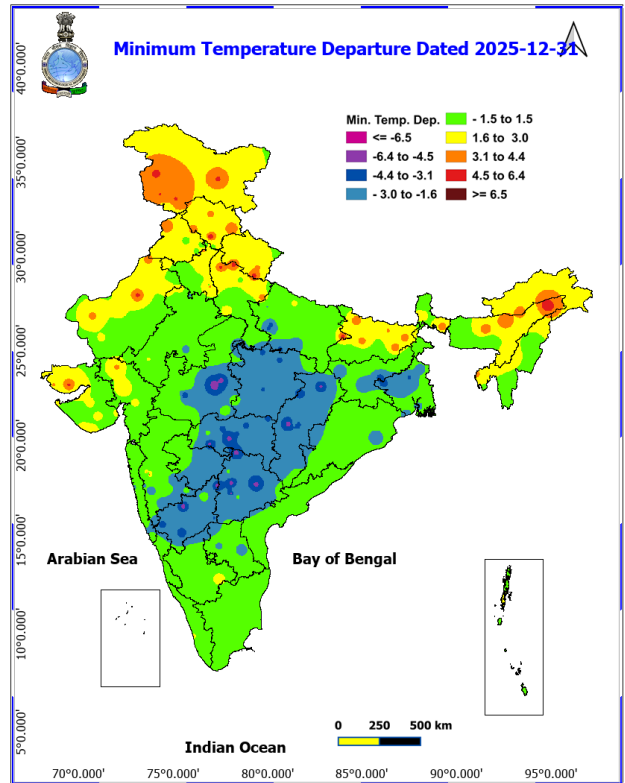 Minimum Temperature Departure Dated 2025-12-31
Min. Temp. Dep.
<= -6.5
-6.4 to -4.5
-4.4 to -3.1
- 3.0 to -1.6
- 1.5 to 1.5
1.6 to 3.0
3.1 to 4.4
4.5 to 6.4
>= 6.5
40°0.000'
35°0.000'
30°0.000'
25°0.000'
20°0.000'
15°0.000'
10°0.000'
5°0.000'
Arabian Sea
Bay of Bengal
Indian Ocean
0 250 500 km
70°0.000' 75°0.000' 80°0.000' 85°0.000' 90°0.000' 95°0.000'